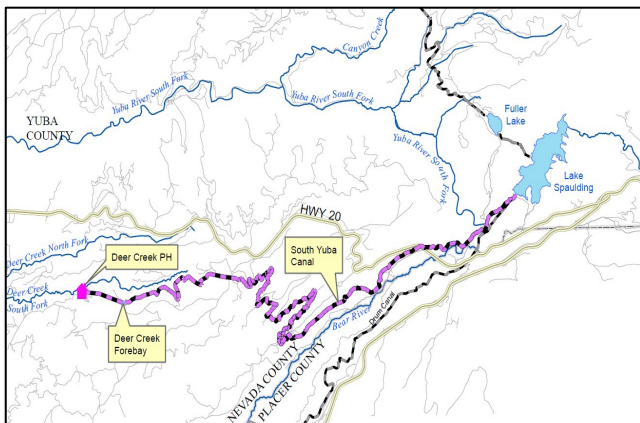 Canyon Creek
Yuba River South Fork
Yuba River South Fork
YUBA
COUNTY
Fuller
Lake
Yuba River South
Fork
Lake
Spaulding
HWY 20
Deer Creek North Fork
Deer Creek PH
South Yuba
Canal
Deer Creek
South Fork
Bear River
Drum Canal
Deer Creek
Forebay
NEVADA COUNTY
PLACER COUNTY